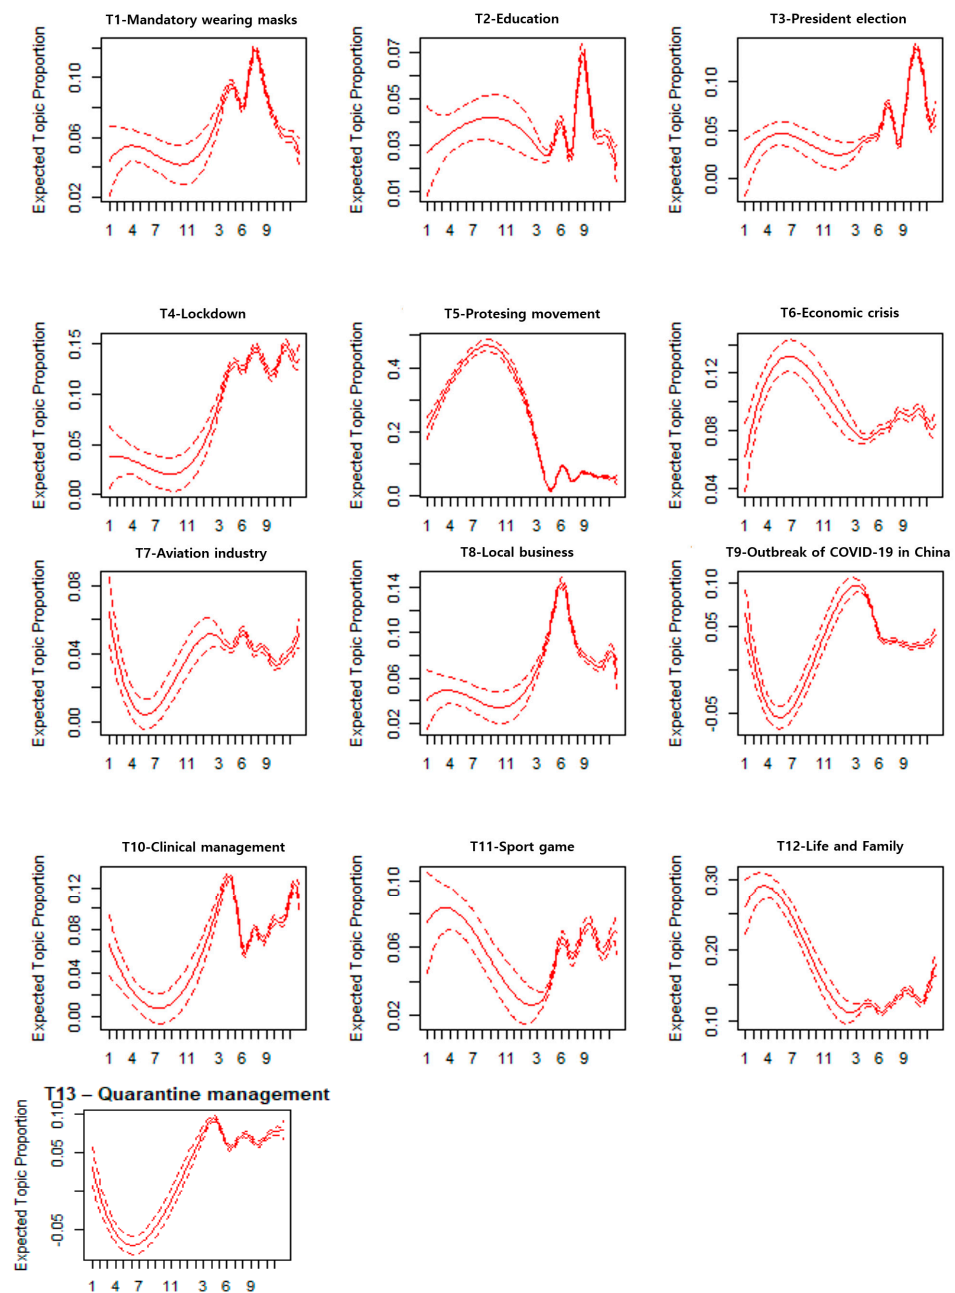 T1-Mandatory wearing masks
T2-Education
T3-President election
Expected Topic Proportion
0.10
0.06
0.02
1 4 7 11 3 6 9
Expected Topic Proportion
0.07
0.05
0.03
0.01
1 4 7 11 3 6 9
Expected Topic Proportion
0.10
0.05
0.00
1 4 7 11 3 6 9
T4-Lockdown
T5-Protesing movement
T6-Economic crisis
Expected Topic Proportion
0.15
0.10
0.05
0.00
1 4 7 11 3 6 9
Expected Topic Proportion
0.4
0.2
0.0
1 4 7 11 3 6 9
Expected Topic Proportion
0.12
0.08
0.04
1 4 7 11 3 6 9
T7-Aviation industry
T8-Local business
T9-Outbreak of COVID-19 in China
Expected Topic Proportion
0.08
0.04
0.00
1 4 7 11 3 6 9
Expected Topic Proportion
0.14
0.10
0.06
0.02
1 4 7 11 3 6 9
Expected Topic Proportion
0.10
0.05
-0.05
1 4 7 11 3 6 9
T10-Clinical management
T11-Sport game
T12-Life and Family
Expected Topic Proportion
0.12
0.08
0.04
0.00
1 4 7 11 3 6 9
Expected Topic Proportion
0.10
0.06
0.02
1 4 7 11 3 6 9
Expected Topic Proportion
0.30
0.20
0.10
1 4 7 11 3 6 9
T13 – Quarantine management
Expected Topic Proportion
0.10
0.05
-0.05
1 4 7 11 3 6 9